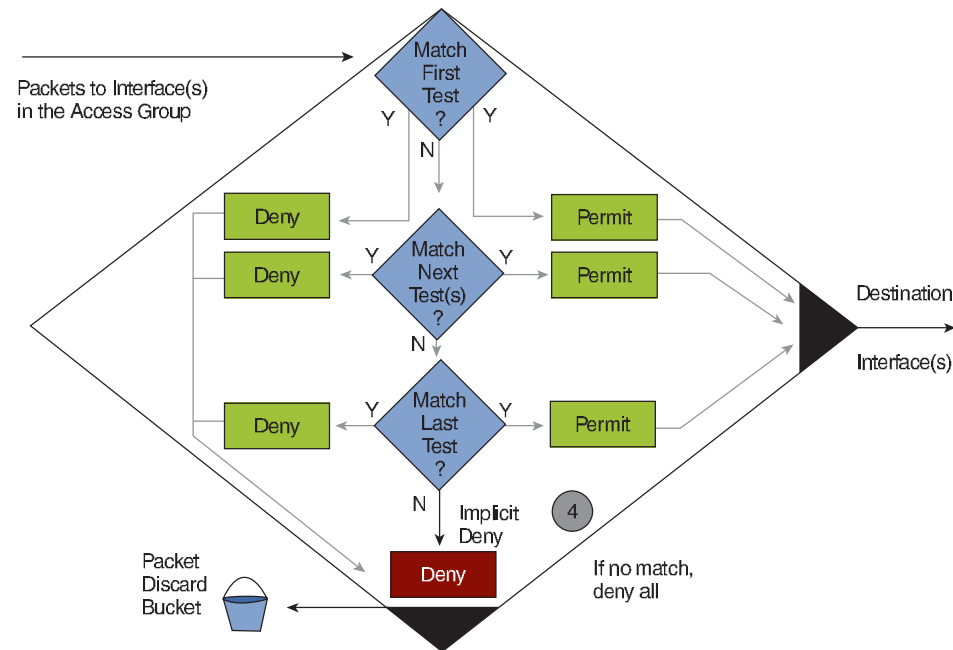 Match
First
Test
?
Packets to Interface(s)
in the Access Group
Y
Y
N
Deny
Permit
Match
Next
Test(s)
?
Y
Y
Deny
Permit
N
Destination
Interface(s)
Match
Last
Test
?
Y
Y
Deny
Permit
N
Implicit
Deny
4
Deny
If no match,
deny all
Packet
Discard
Bucket